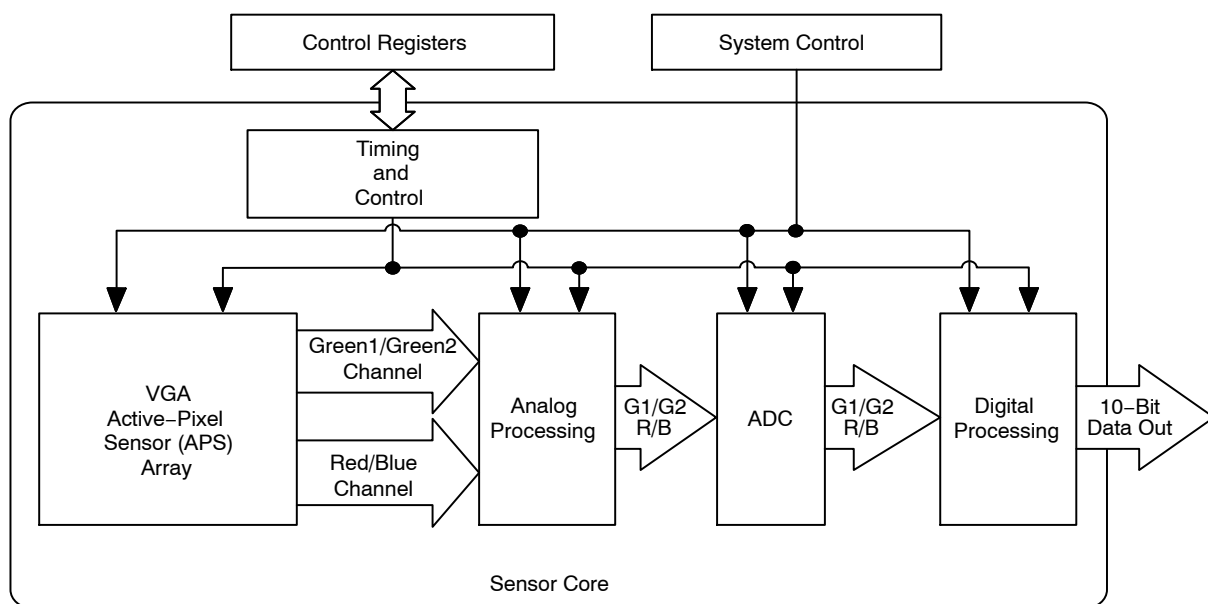 Control Registers
System Control
Timing
and
Control
Green1/Green2
Channel
Red/Blue
Channel
VGA
Active−Pixel
Sensor (APS)
Array
Analog
Processing
G1/G2
R/B
ADC
G1/G2
R/B
Digital
Processing
10−Bit
Data Out
Sensor Core